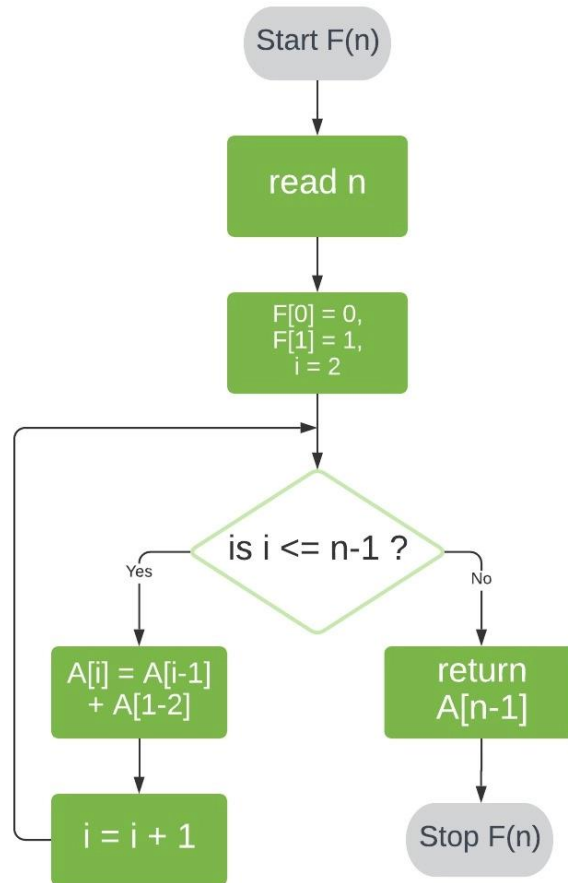 Start F(n)
read n
F[0] = 0,
F[1] = 1,
i = 2
is i <= n-1 ?
Yes
No
A[i] = A[i-1]
+ A[1-2]
return
A[n-1]
i = i + 1
Stop F(n)